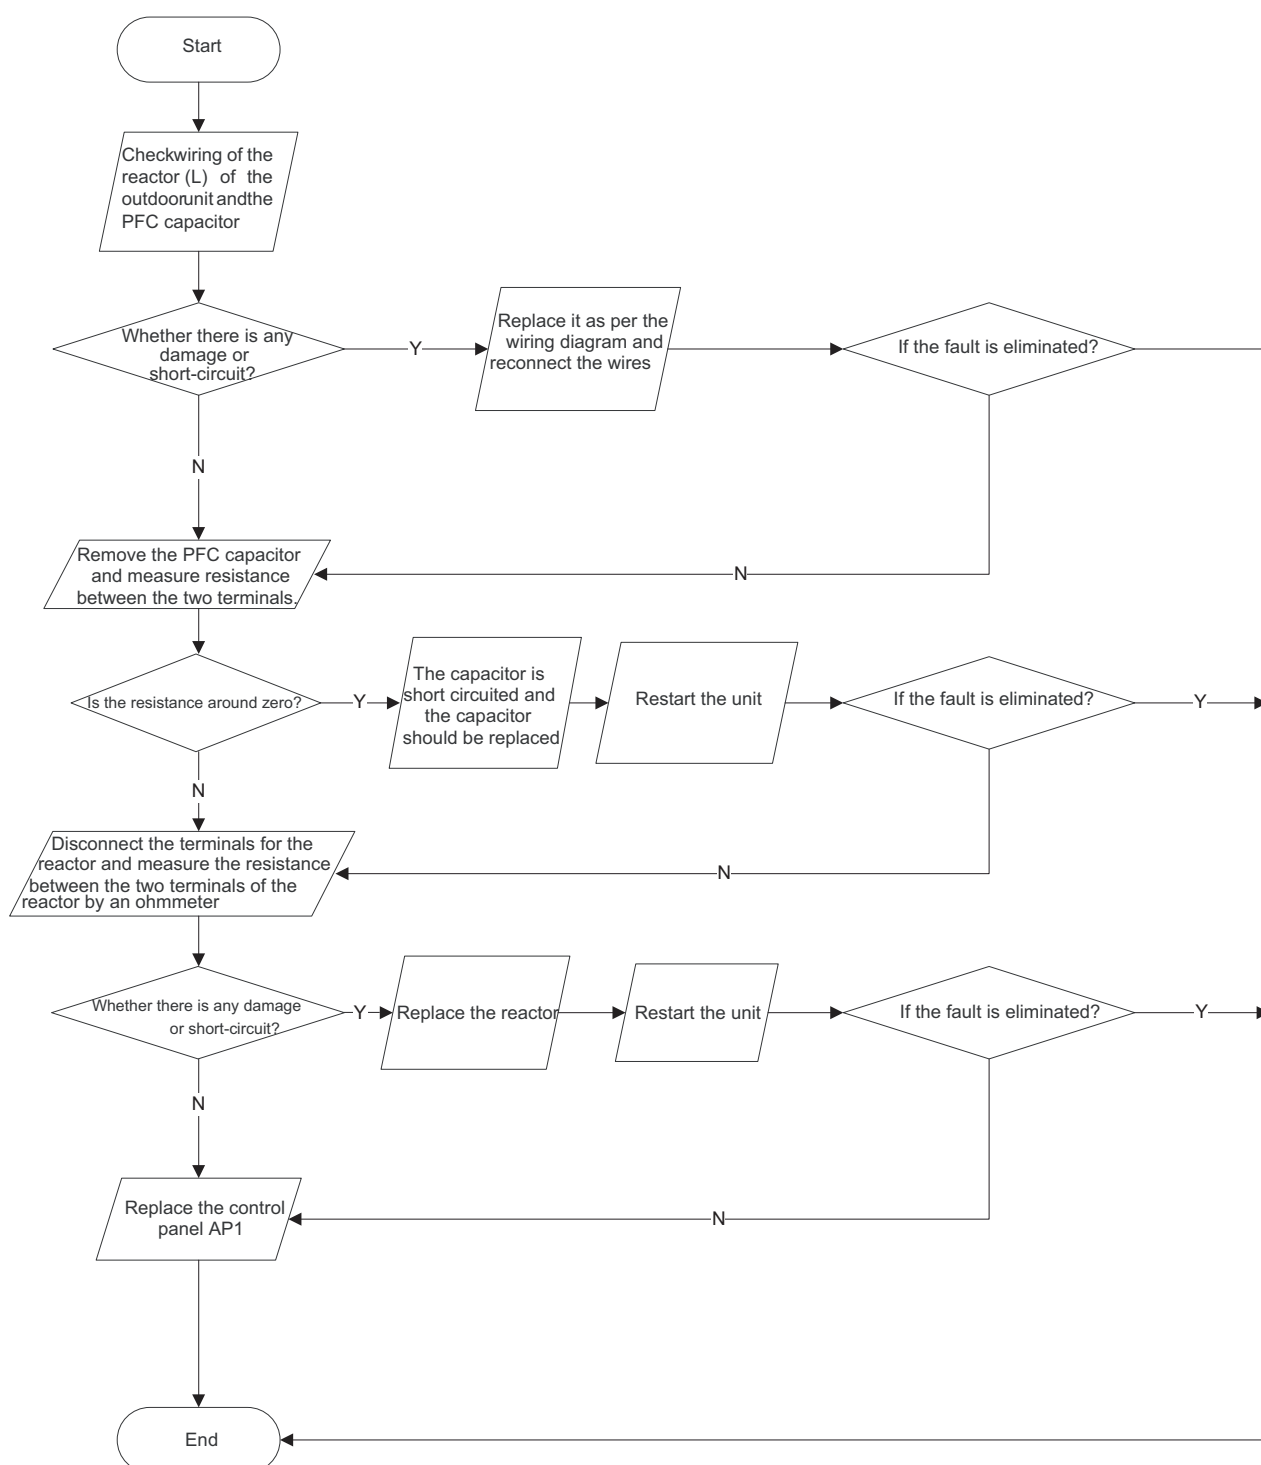 Start
Checkwiring of the
reactor (L) of the
outdoorunit andthe
PFC capacitor
Whether there is any
damage or
short-circuit?
Y
Replace it as per the
wiring diagram and
reconnect the wires
If the fault is eliminated?
N
Remove the PFC capacitor
and measure resistance
between the two terminals.
N
Is the resistance around zero?
Y
The capacitor is
short circuited and
the capacitor
should be replaced
Restart the unit
If the fault is eliminated?
Y
N
Disconnect the terminals for the
reactor and measure the resistance
between the two terminals of the
reactor by an ohmmeter
N
Whether there is any damage
or short-circuit?
Y
Replace the reactor
Restart the unit
If the fault is eliminated?
Y
N
Replace the control
panel AP1
N
End